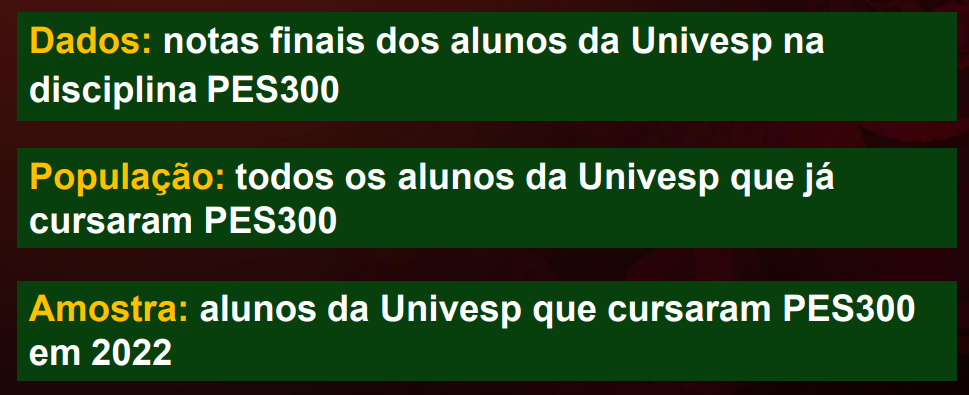 Dados: notas finais dos alunos da Univesp na
disciplina PES300
População: todos os alunos da Univesp que já
cursaram PES300
Amostra: alunos da Univesp que cursaram PES300
em 2022